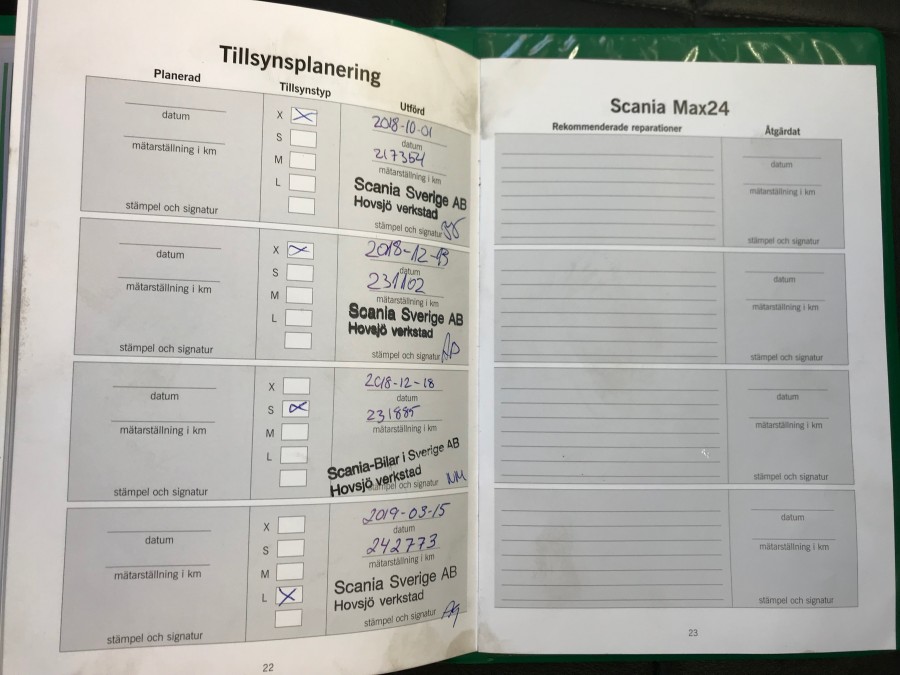 Tillsynsplanering
Planerad Tillsynstyp Utförd
datum
mätarställning i km
stämpel och signatur
X
S
M
L
2018-10-01
datum
217354
mätarställning i km
Scania Sverige AB
Hovsjö verkstad
stämpel och signatur
datum
mätarställning i km
stämpel och signatur
X
S
M
L
2018-12-13
datum
231102
mätarställning i km
Scania Sverige AB
Hovsjö verkstad
stämpel och signatur
datum
mätarställning i km
stämpel och signatur
X
S
M
L
2018-12-18
datum
231885
mätarställning i km
Scania-Bilar i Sverige AB
Hovsjö verkstad
stämpel och signatur
datum
mätarställning i km
stämpel och signatur
X
S
M
L
2019-03-15
datum
242773
mätarställning i km
Scania Sverige AB
Hovsjö verkstad
stämpel och signatur
22
Scania Max24
Rekommenderade reparationer Åtgärdat
datum
mätarställning i km
stämpel och signatur
datum
mätarställning i km
stämpel och signatur
datum
mätarställning i km
stämpel och signatur
datum
mätarställning i km
stämpel och signatur
23